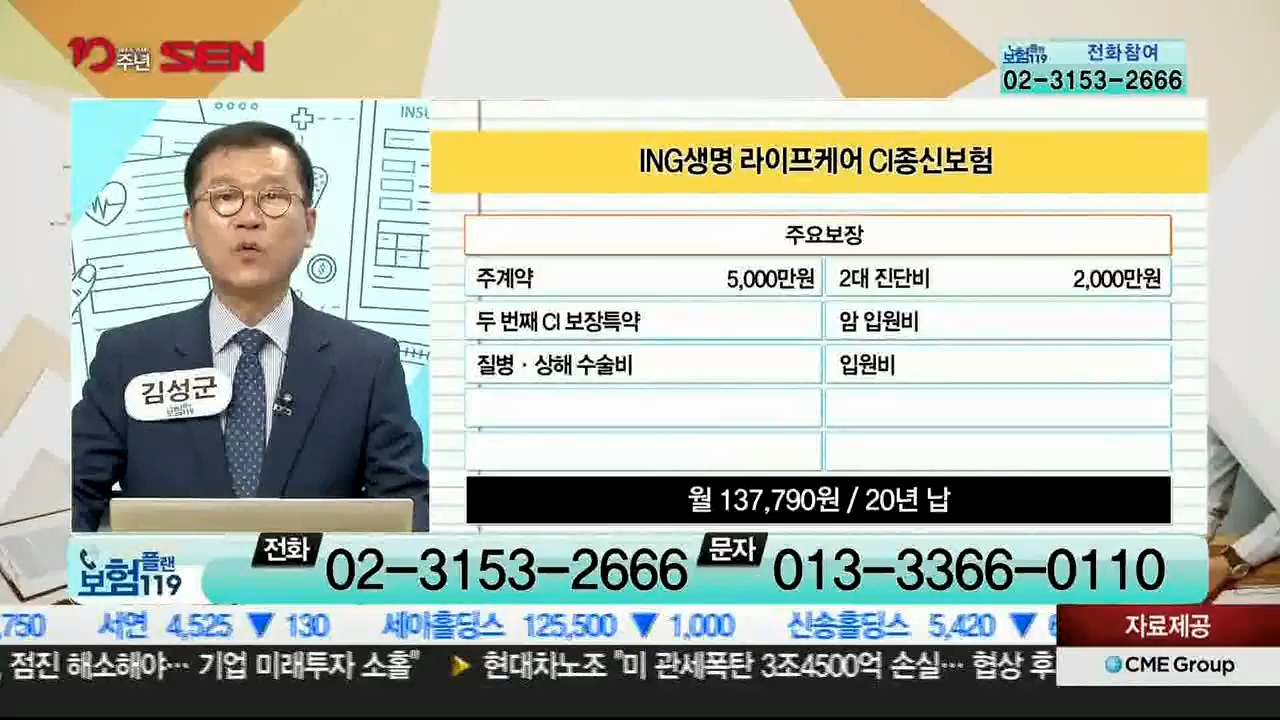 10주년 SEN
보험플랜119 전화참여
02-3153-2666
INSU
ING생명 라이프케어 CI종신보험
주요보장
주계약 5,000만원 2대 진단비 2,000만원
두 번째 CI 보장특약 암 입원비
질병·상해 수술비 입원비
김성군
보험플랜119
월 137,790원 / 20년 납
보험플랜119 전화 02-3153-2666 문자 013-3366-0110
,750 서연 4,525 ▼ 130 세아홀딩스 125,500 ▼ 1,000 신송홀딩스 5,420 ▼
자료제공
, 점진 해소해야… 기업 미래투자 소홀" ▶ 현대차노조 "미 관세폭탄 3조4500억 손실… 협상 후
CME Group